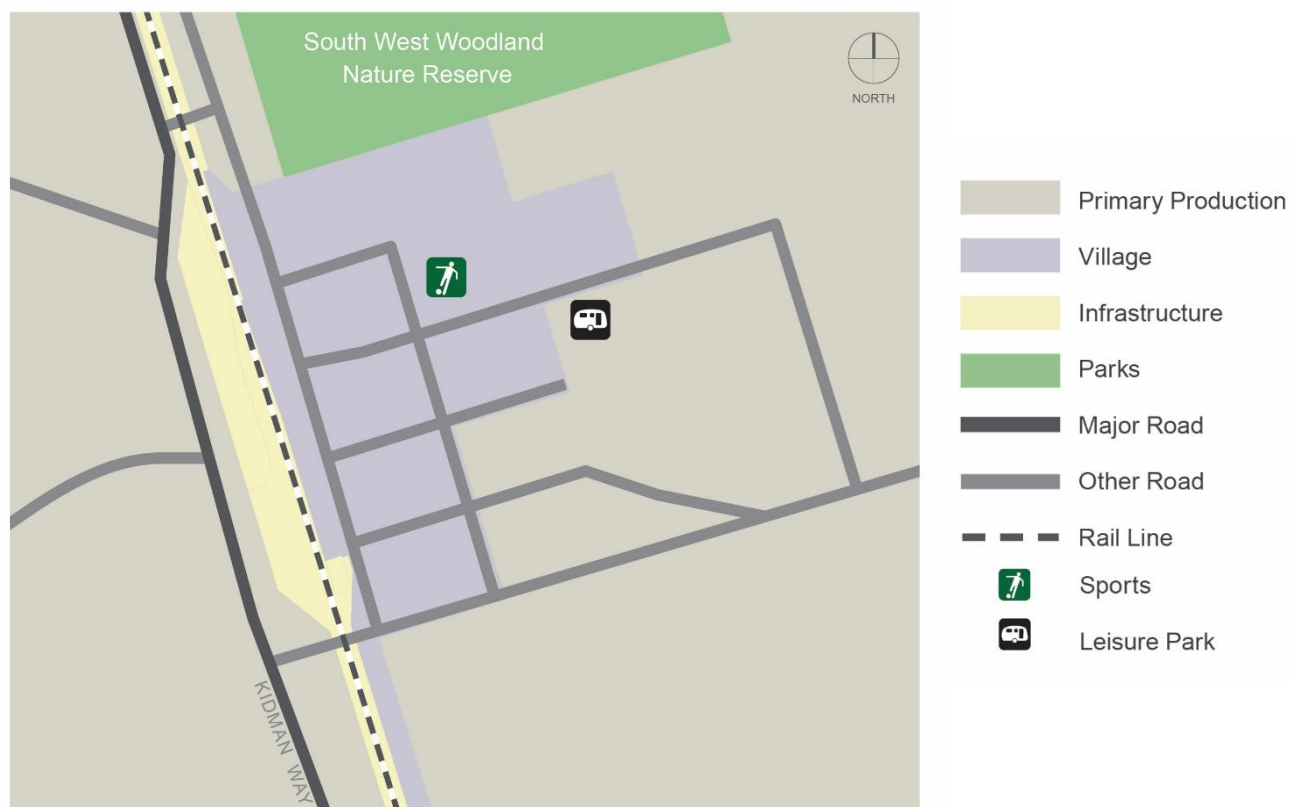 South West Woodland
Nature Reserve
NORTH
KIDMAN WAY
Primary Production
Village
Infrastructure
Parks
Major Road
Other Road
Rail Line
Sports
Leisure Park